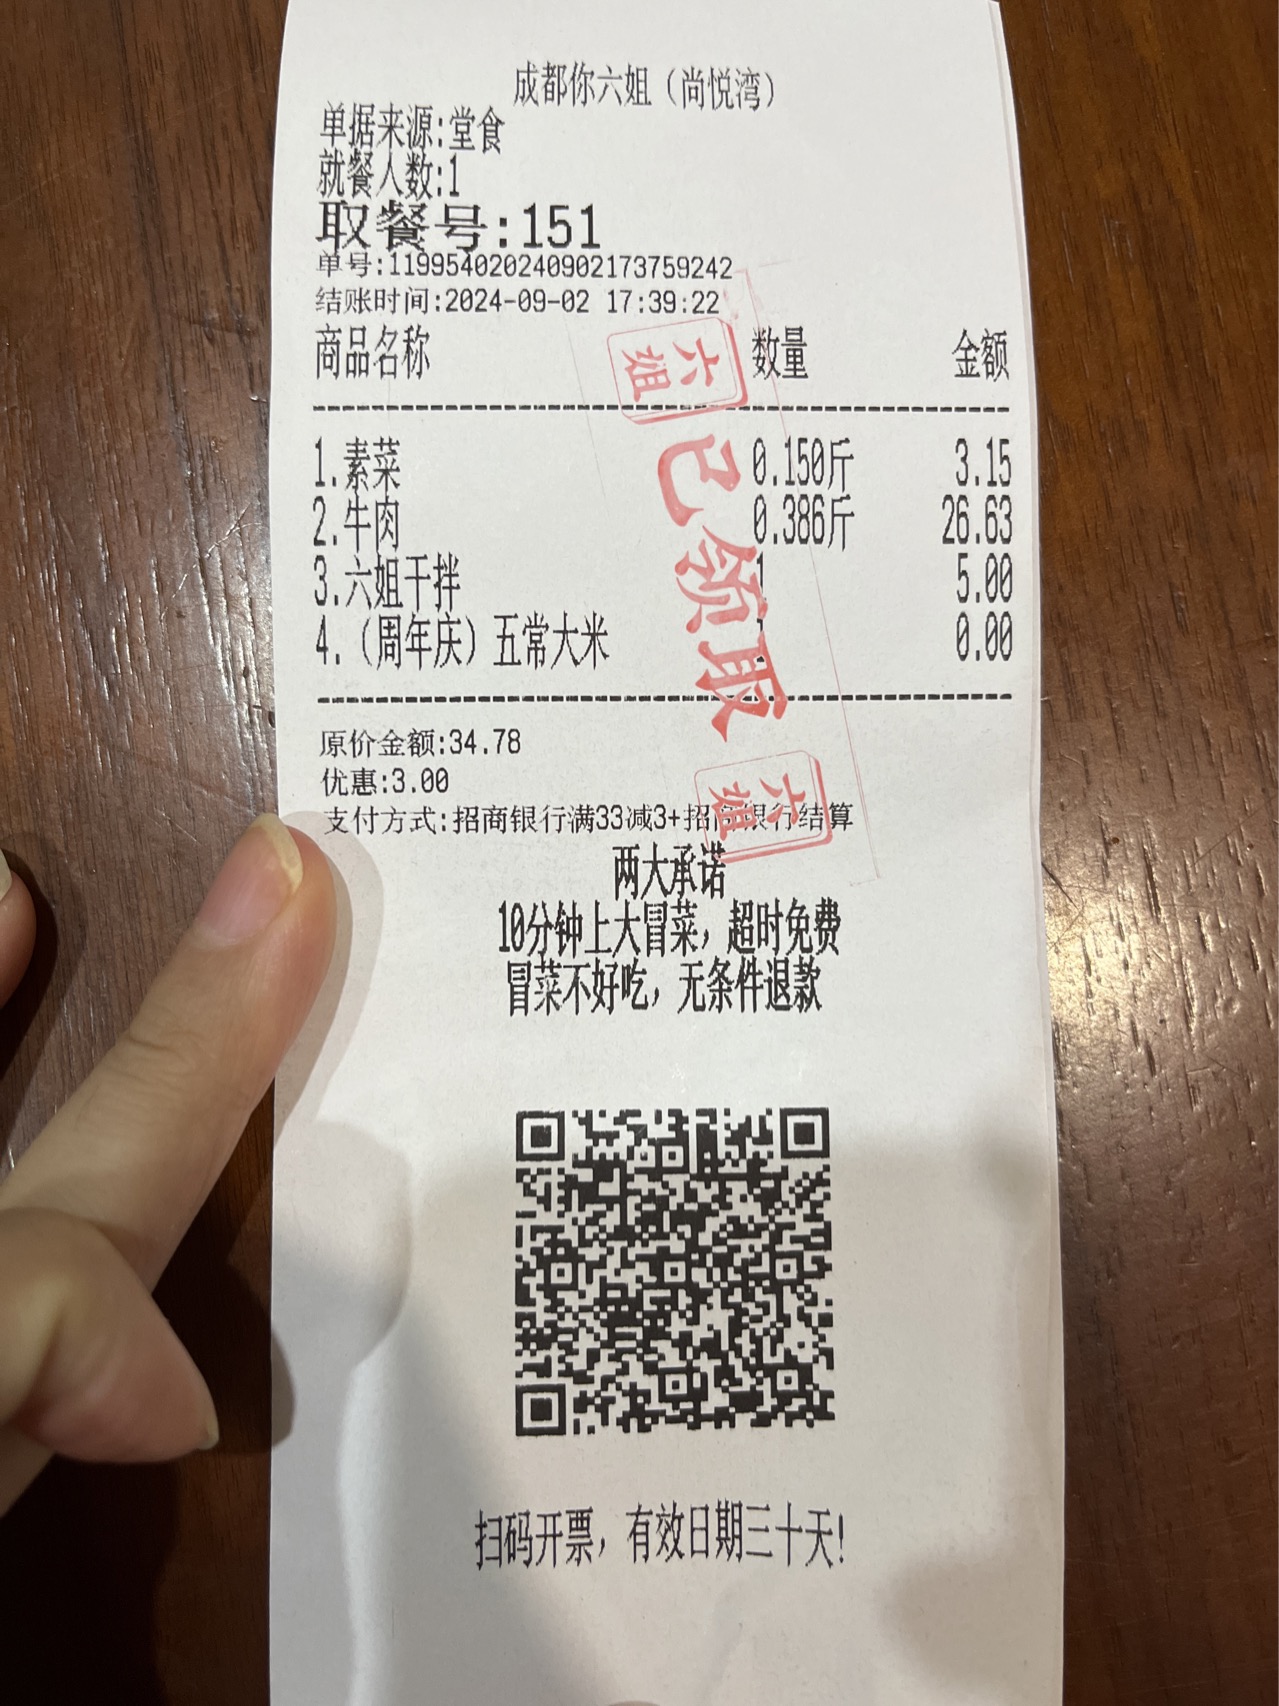 成都你六姐（尚悦湾）
单据来源:堂食
就餐人数:1
取餐号:151
单号:119954020240902173759242
结账时间:2024-09-02 17:39:22
商品名称 数量 金额
1.素菜 0.150斤 3.15
2.牛肉 0.386斤 26.63
3.六姐干拌 1 5.00
4.（周年庆）五常大米 0.00
六姐
已领取
六姐
原价金额:34.78
优惠:3.00
支付方式:招商银行满33减3+招商银行结算
两大承诺
10分钟上大冒菜，超时免费
冒菜不好吃，无条件退款
扫码开票，有效日期三十天!